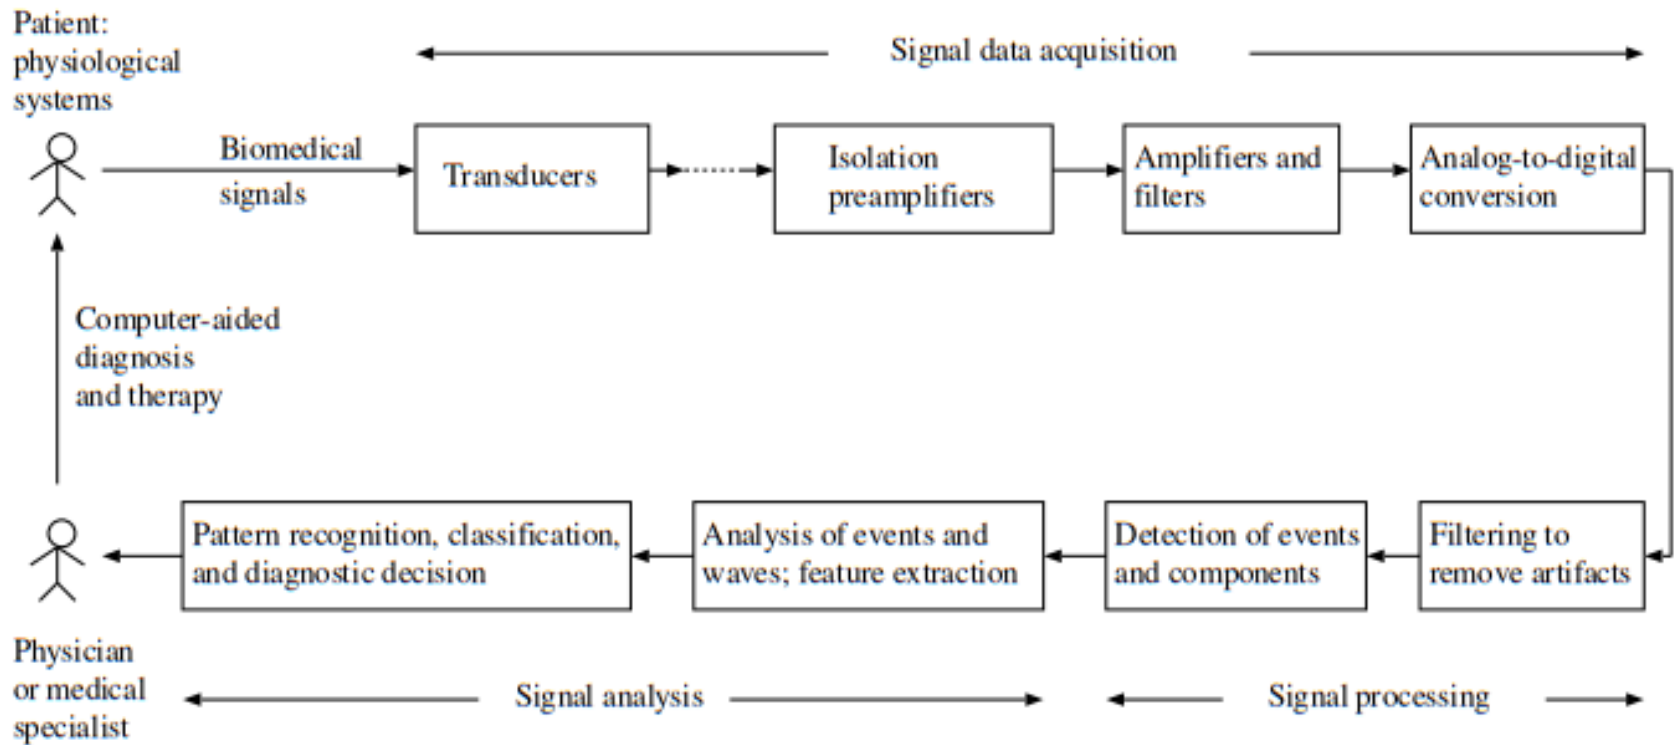 Patient:
physiological
systems
Signal data acquisition
Biomedical
signals
Transducers
Isolation
preamplifiers
Amplifiers and
filters
Analog-to-digital
conversion
Computer-aided
diagnosis
and therapy
Filtering to
remove artifacts
Detection of events
and components
Analysis of events and
waves; feature extraction
Pattern recognition, classification,
and diagnostic decision
Physician
or medical
specialist
Signal analysis
Signal processing